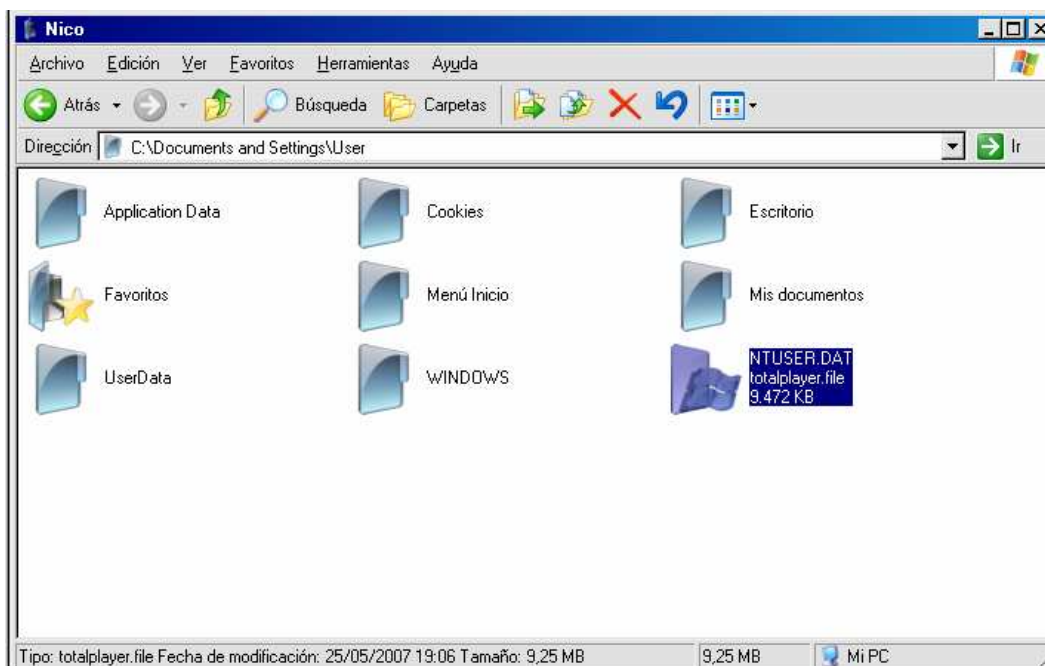 Nico
Archivo Edición Ver Favoritos Herramientas Ayuda
Atrás Búsqueda Carpetas
Dirección C:\Documents and Settings\User Ir
Application Data Cookies Escritorio
Favoritos Menú Inicio Mis documentos
UserData WINDOWS NTUSER.DAT
totalplayer.file
9.472 KB
Tipo: totalplayer.file Fecha de modificación: 25/05/2007 19:06 Tamaño: 9,25 MB 9,25 MB Mi PC